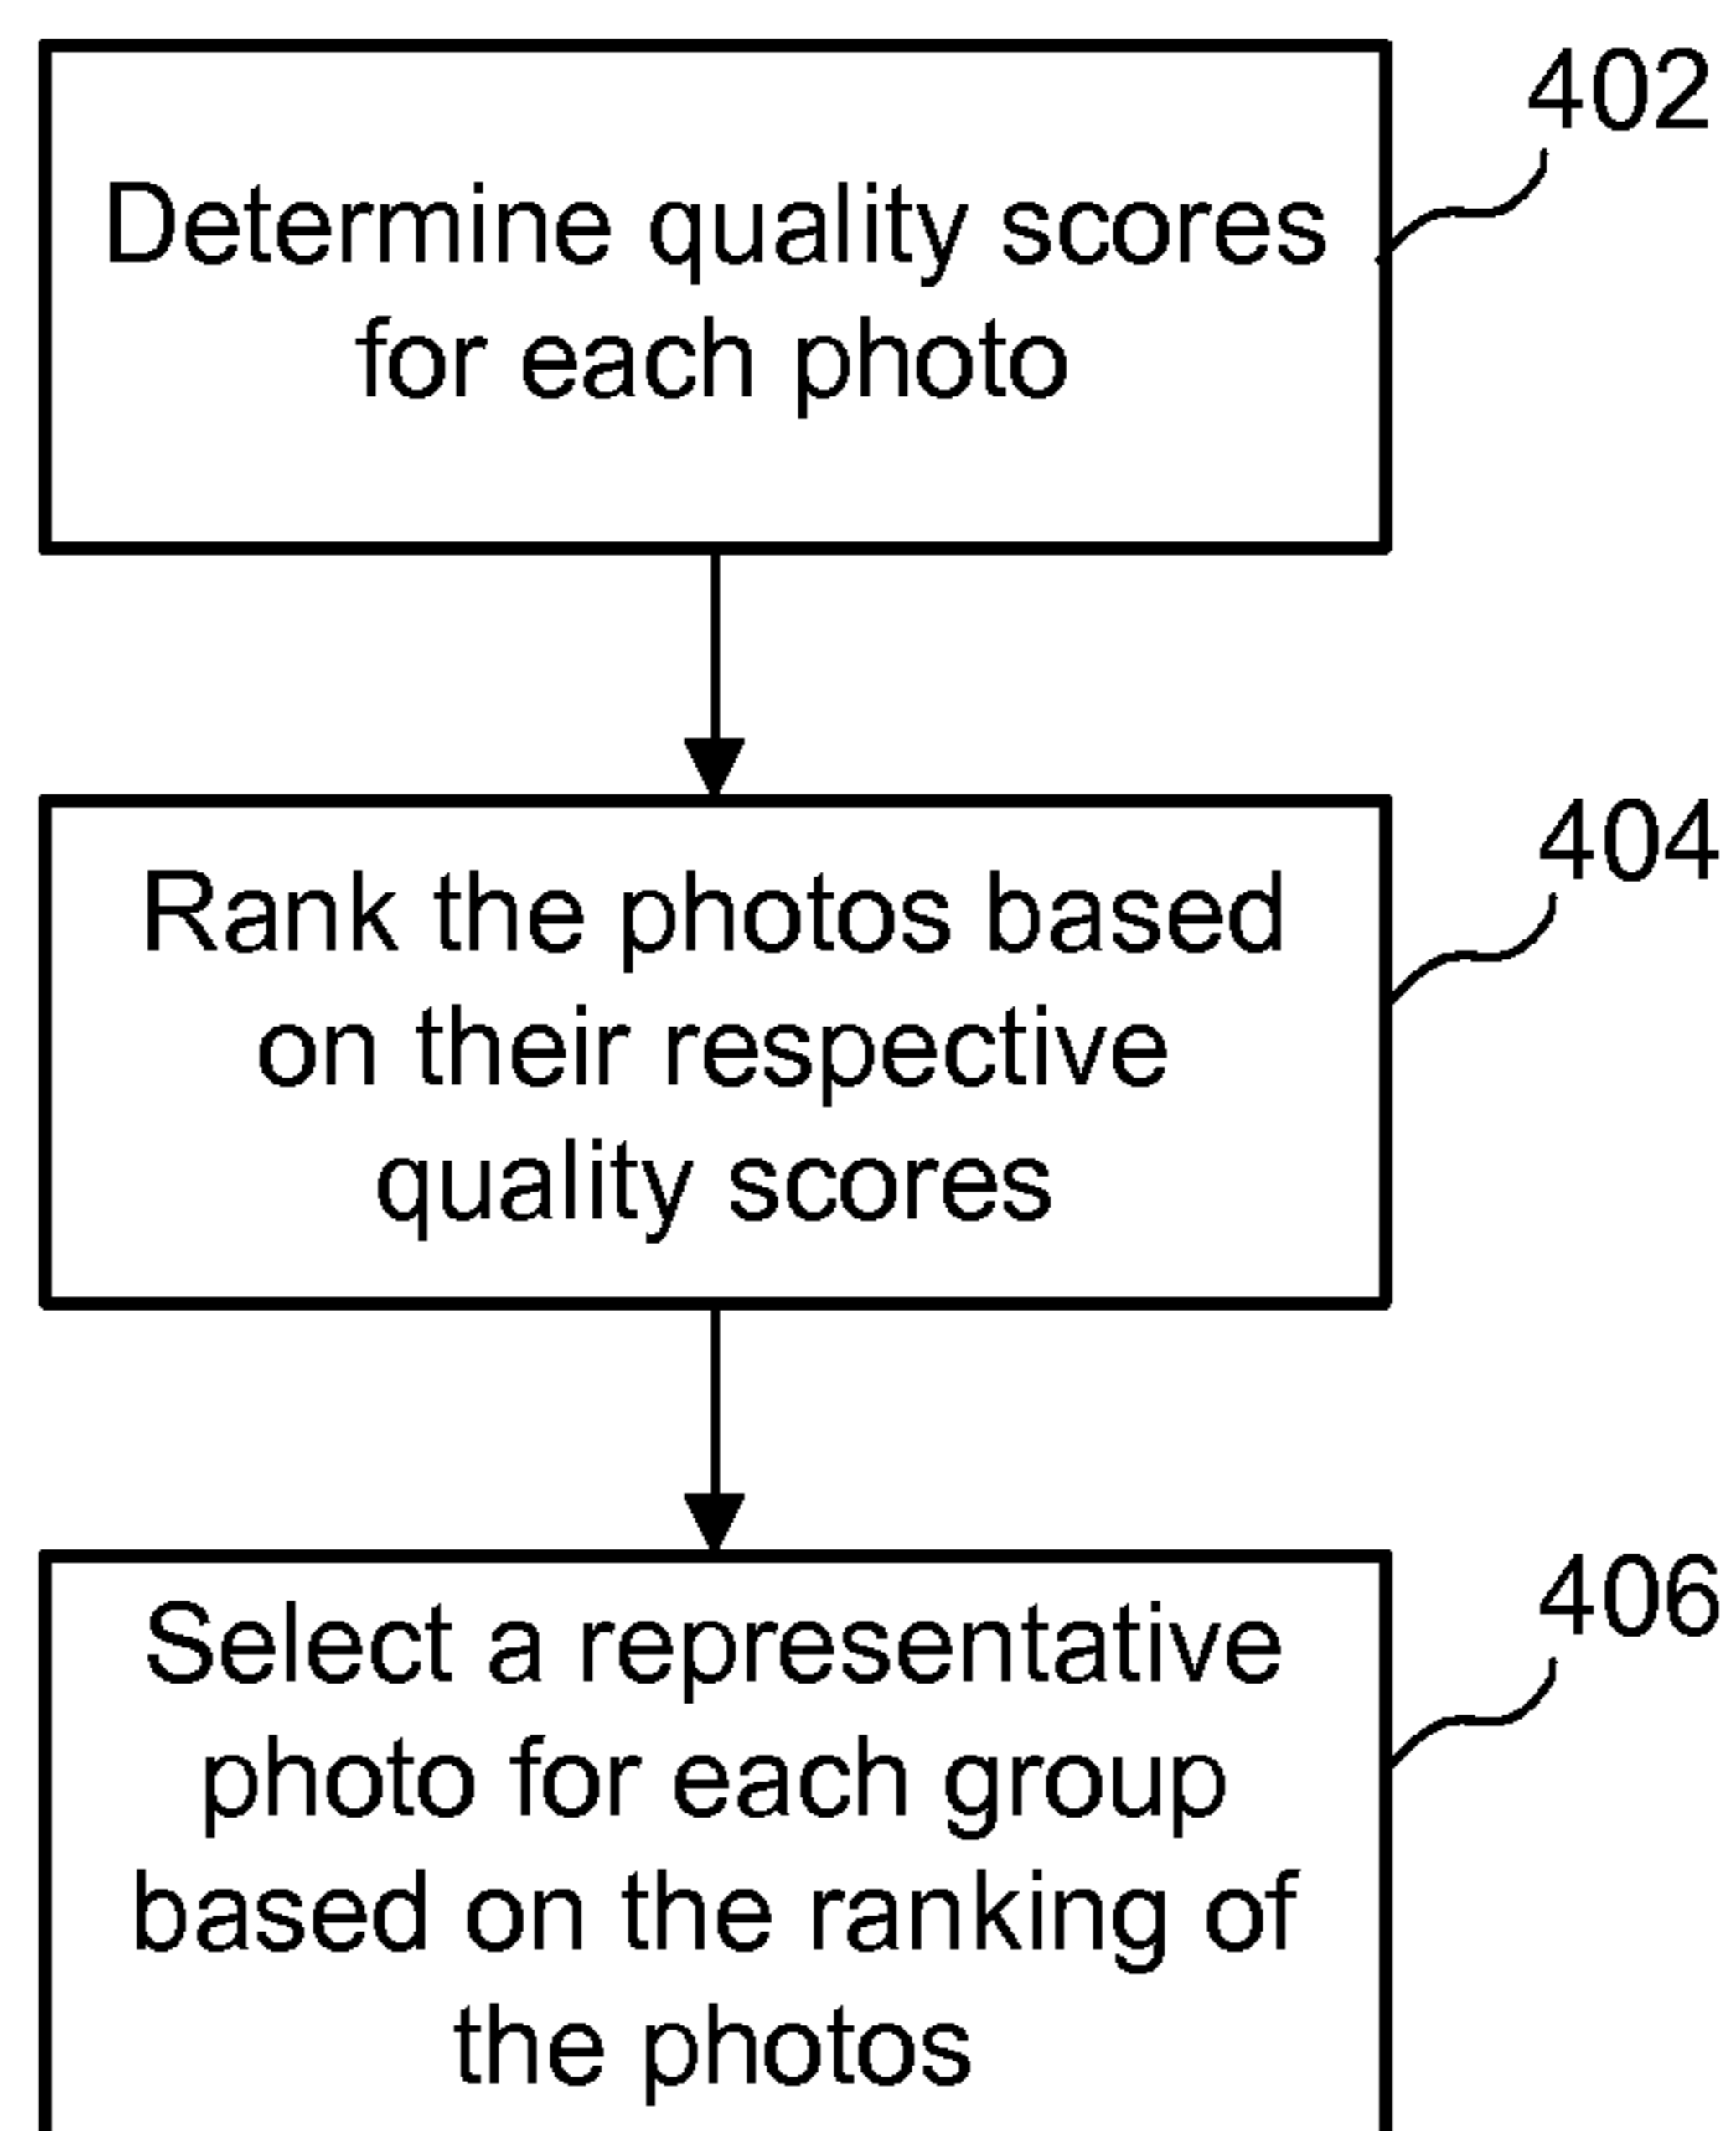 402
Determine quality scores
for each photo
404
Rank the photos based
on their respective
quality scores
406
Select a representative
photo for each group
based on the ranking of
the photos